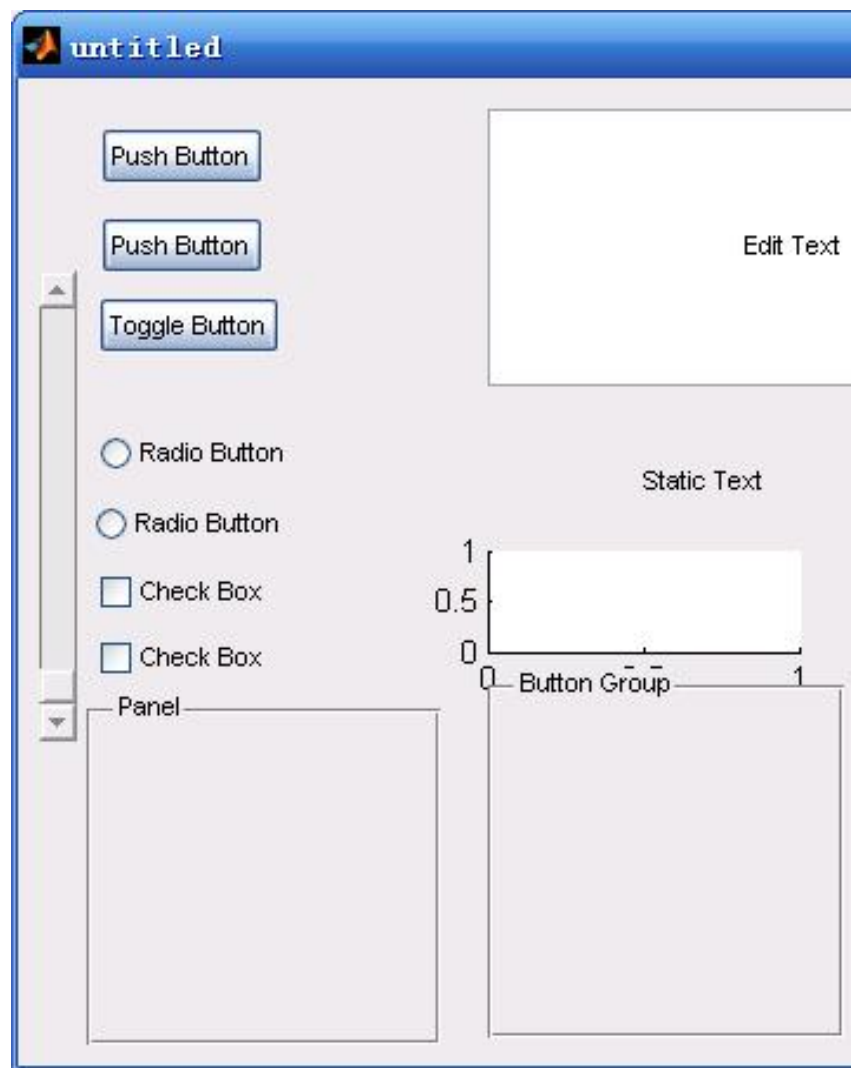 untitled
Push Button
Push Button
Edit Text
Toggle Button
Radio Button
Static Text
Radio Button
1
Check Box
0.5
Check Box
0
0
1
Button Group
Panel